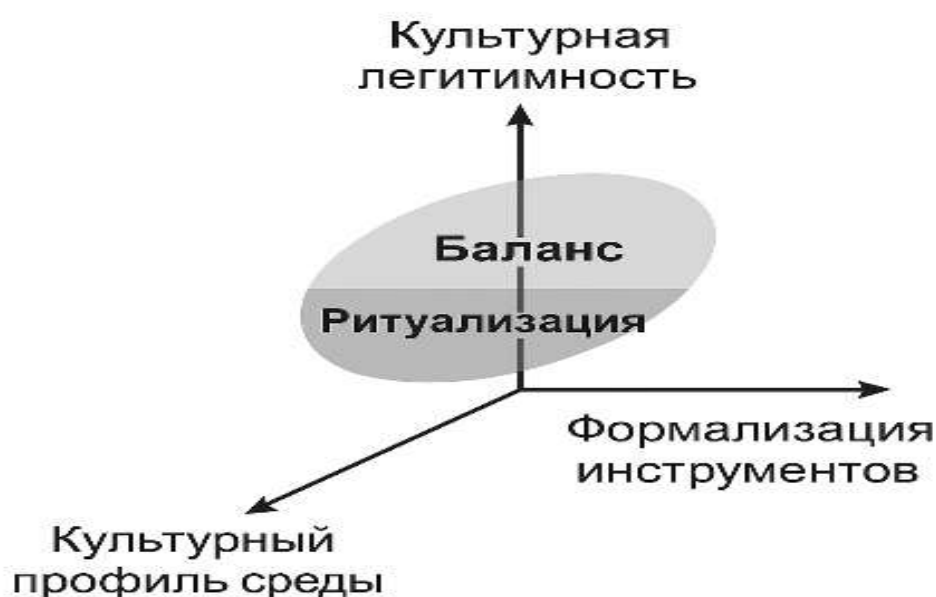 Культурная
легитимность
Баланс
Ритуализация
Формализация
инструментов
Культурный
профиль среды